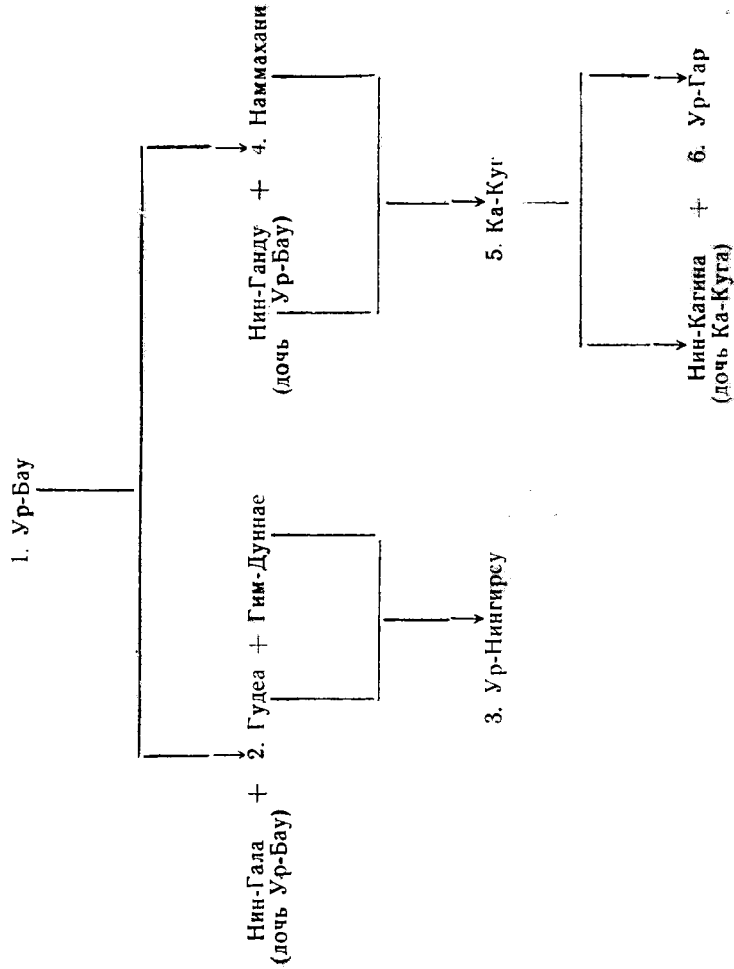 1. Ур-Бау
Нин-Гала + 2. Гудеа + Гим-Дуннае
(дочь Ур-Бау)
Нин-Ганду + 4. Наммахани
(дочь Ур-Бау)
3. Ур-Нингирсу
5. Ка-Куг
Нин-Кагина + 6. Ур-Гар
(дочь Ка-Куга)